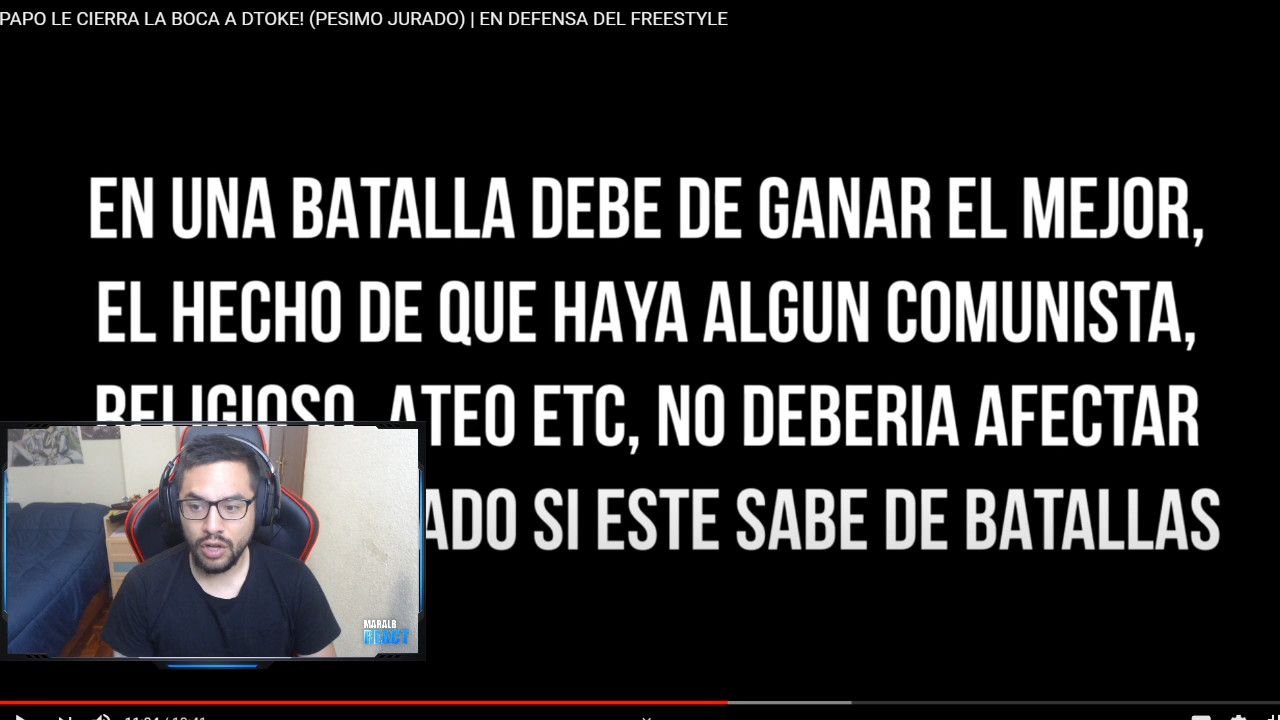 PAPO LE CIERRA LA BOCA A DTOKE! (PESIMO JURADO) | EN DEFENSA DEL FREESTYLE
EN UNA BATALLA DEBE DE GANAR EL MEJOR,
EL HECHO DE QUE HAYA ALGUN COMUNISTA,
RELIGIOSO, ATEO ETC, NO DEBERIA AFECTAR
ADO SI ESTE SABE DE BATALLAS
MARALB
REACT